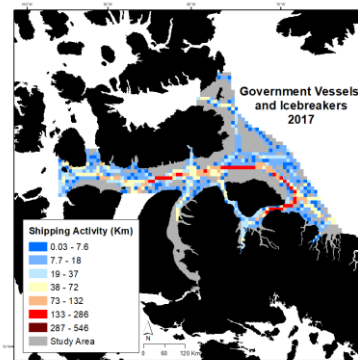 Government Vessels
and Icebreakers
2017
Shipping Activity (Km)
0.03 - 7.6
7.7 - 18
19 - 37
38 - 72
73 - 132
133 - 286
287 - 546
Study Area
N
0
60
120 Km